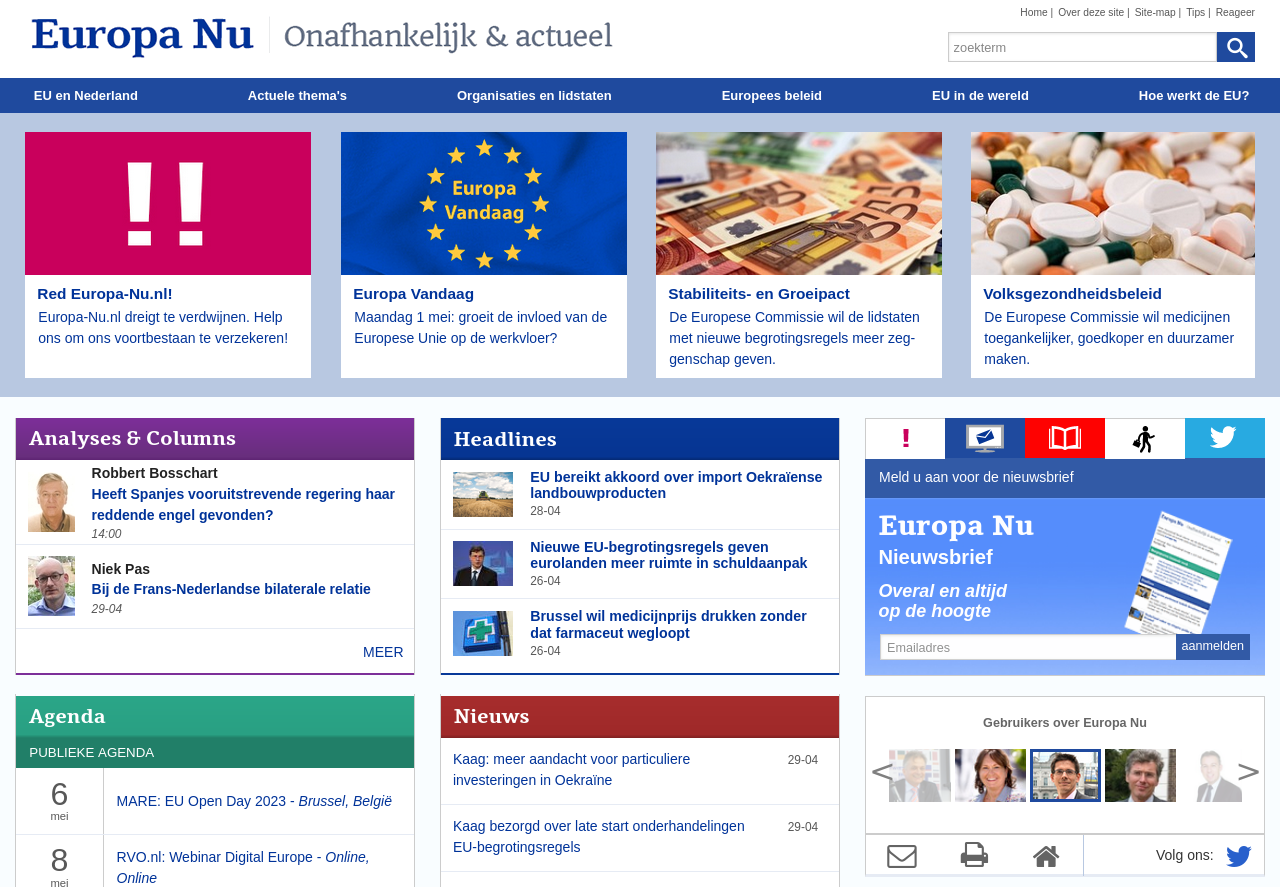 Home | Over deze site | Site-map | Tips | Reageer
Europa Nu
Onafhankelijk & actueel
zoekterm
EU en Nederland
Actuele thema's
Organisaties en lidstaten
Europees beleid
EU in de wereld
Hoe werkt de EU?
!!
Europa
Vandaag
Red Europa-Nu.nl!
Europa-Nu.nl dreigt te verdwijnen. Help
ons om ons voortbestaan te verzekeren!
Europa Vandaag
Maandag 1 mei: groeit de invloed van de
Europese Unie op de werkvloer?
Stabiliteits- en Groeipact
De Europese Commissie wil de lidstaten
met nieuwe begrotingsregels meer zeg-
genschap geven.
Volksgezondheidsbeleid
De Europese Commissie wil medicijnen
toegankelijker, goedkoper en duurzamer
maken.
Analyses & Columns
Robbert Bosschart
Heeft Spanjes vooruitstrevende regering haar
reddende engel gevonden?
14:00
Niek Pas
Bij de Frans-Nederlandse bilaterale relatie
29-04
MEER
Headlines
EU bereikt akkoord over import Oekraïense
landbouwproducten
28-04
Nieuwe EU-begrotingsregels geven
eurolanden meer ruimte in schuldaanpak
26-04
Brussel wil medicijnprijs drukken zonder
dat farmaceut wegloopt
26-04
!
Meld u aan voor de nieuwsbrief
Europa Nu
Nieuwsbrief
Overal en altijd
op de hoogte
Emailadres
aanmelden
Agenda
PUBLIEKE AGENDA
6
mei
MARE: EU Open Day 2023 - Brussel, België
8
mei
RVO.nl: Webinar Digital Europe - Online,
Online
Nieuws
Kaag: meer aandacht voor particuliere
investeringen in Oekraïne
29-04
Kaag bezorgd over late start onderhandelingen
EU-begrotingsregels
29-04
Gebruikers over Europa Nu
<
>
Volg ons: